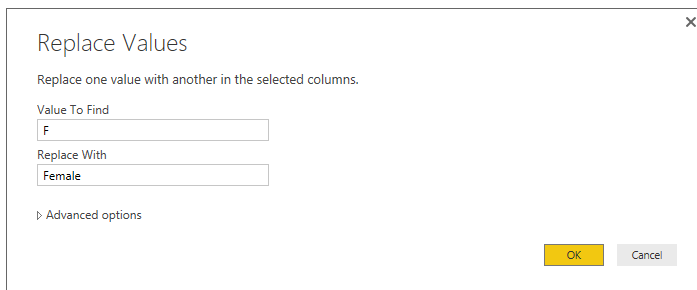 Replace Values
Replace one value with another in the selected columns.
Value To Find
F
Replace With
Female
Advanced options
OK Cancel